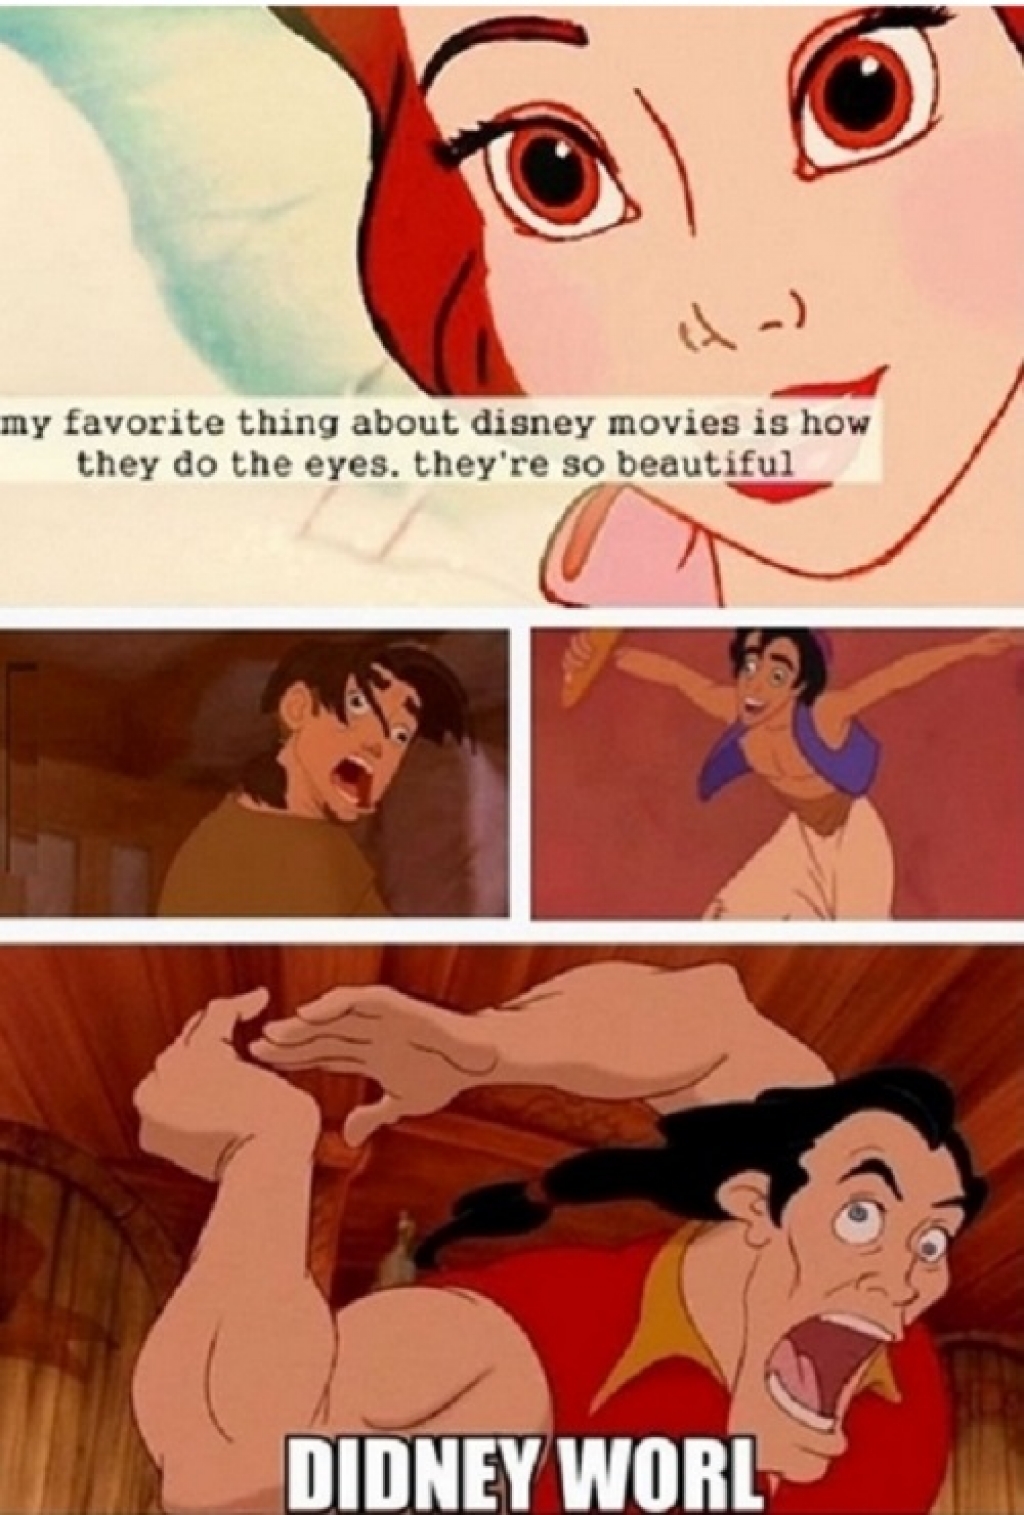 my favorite thing about disney movies is how
they do the eyes. they're so beautiful
DIDNEY WORL